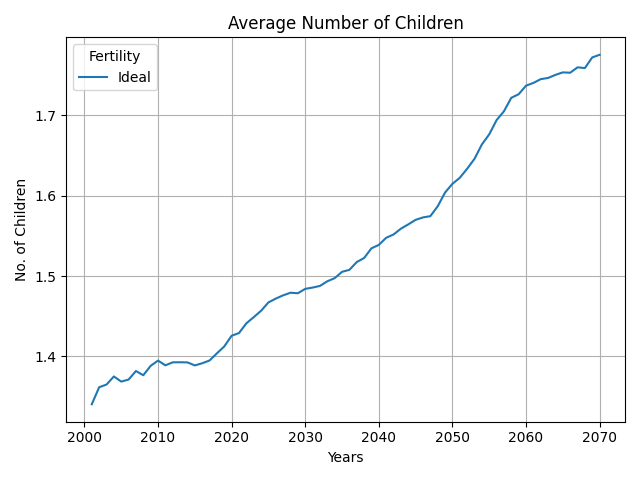 Average Number of Children
Fertility
Ideal
No. of Children
1.7
1.6
1.5
1.4
2000 2010 2020 2030 2040 2050 2060 2070
Years